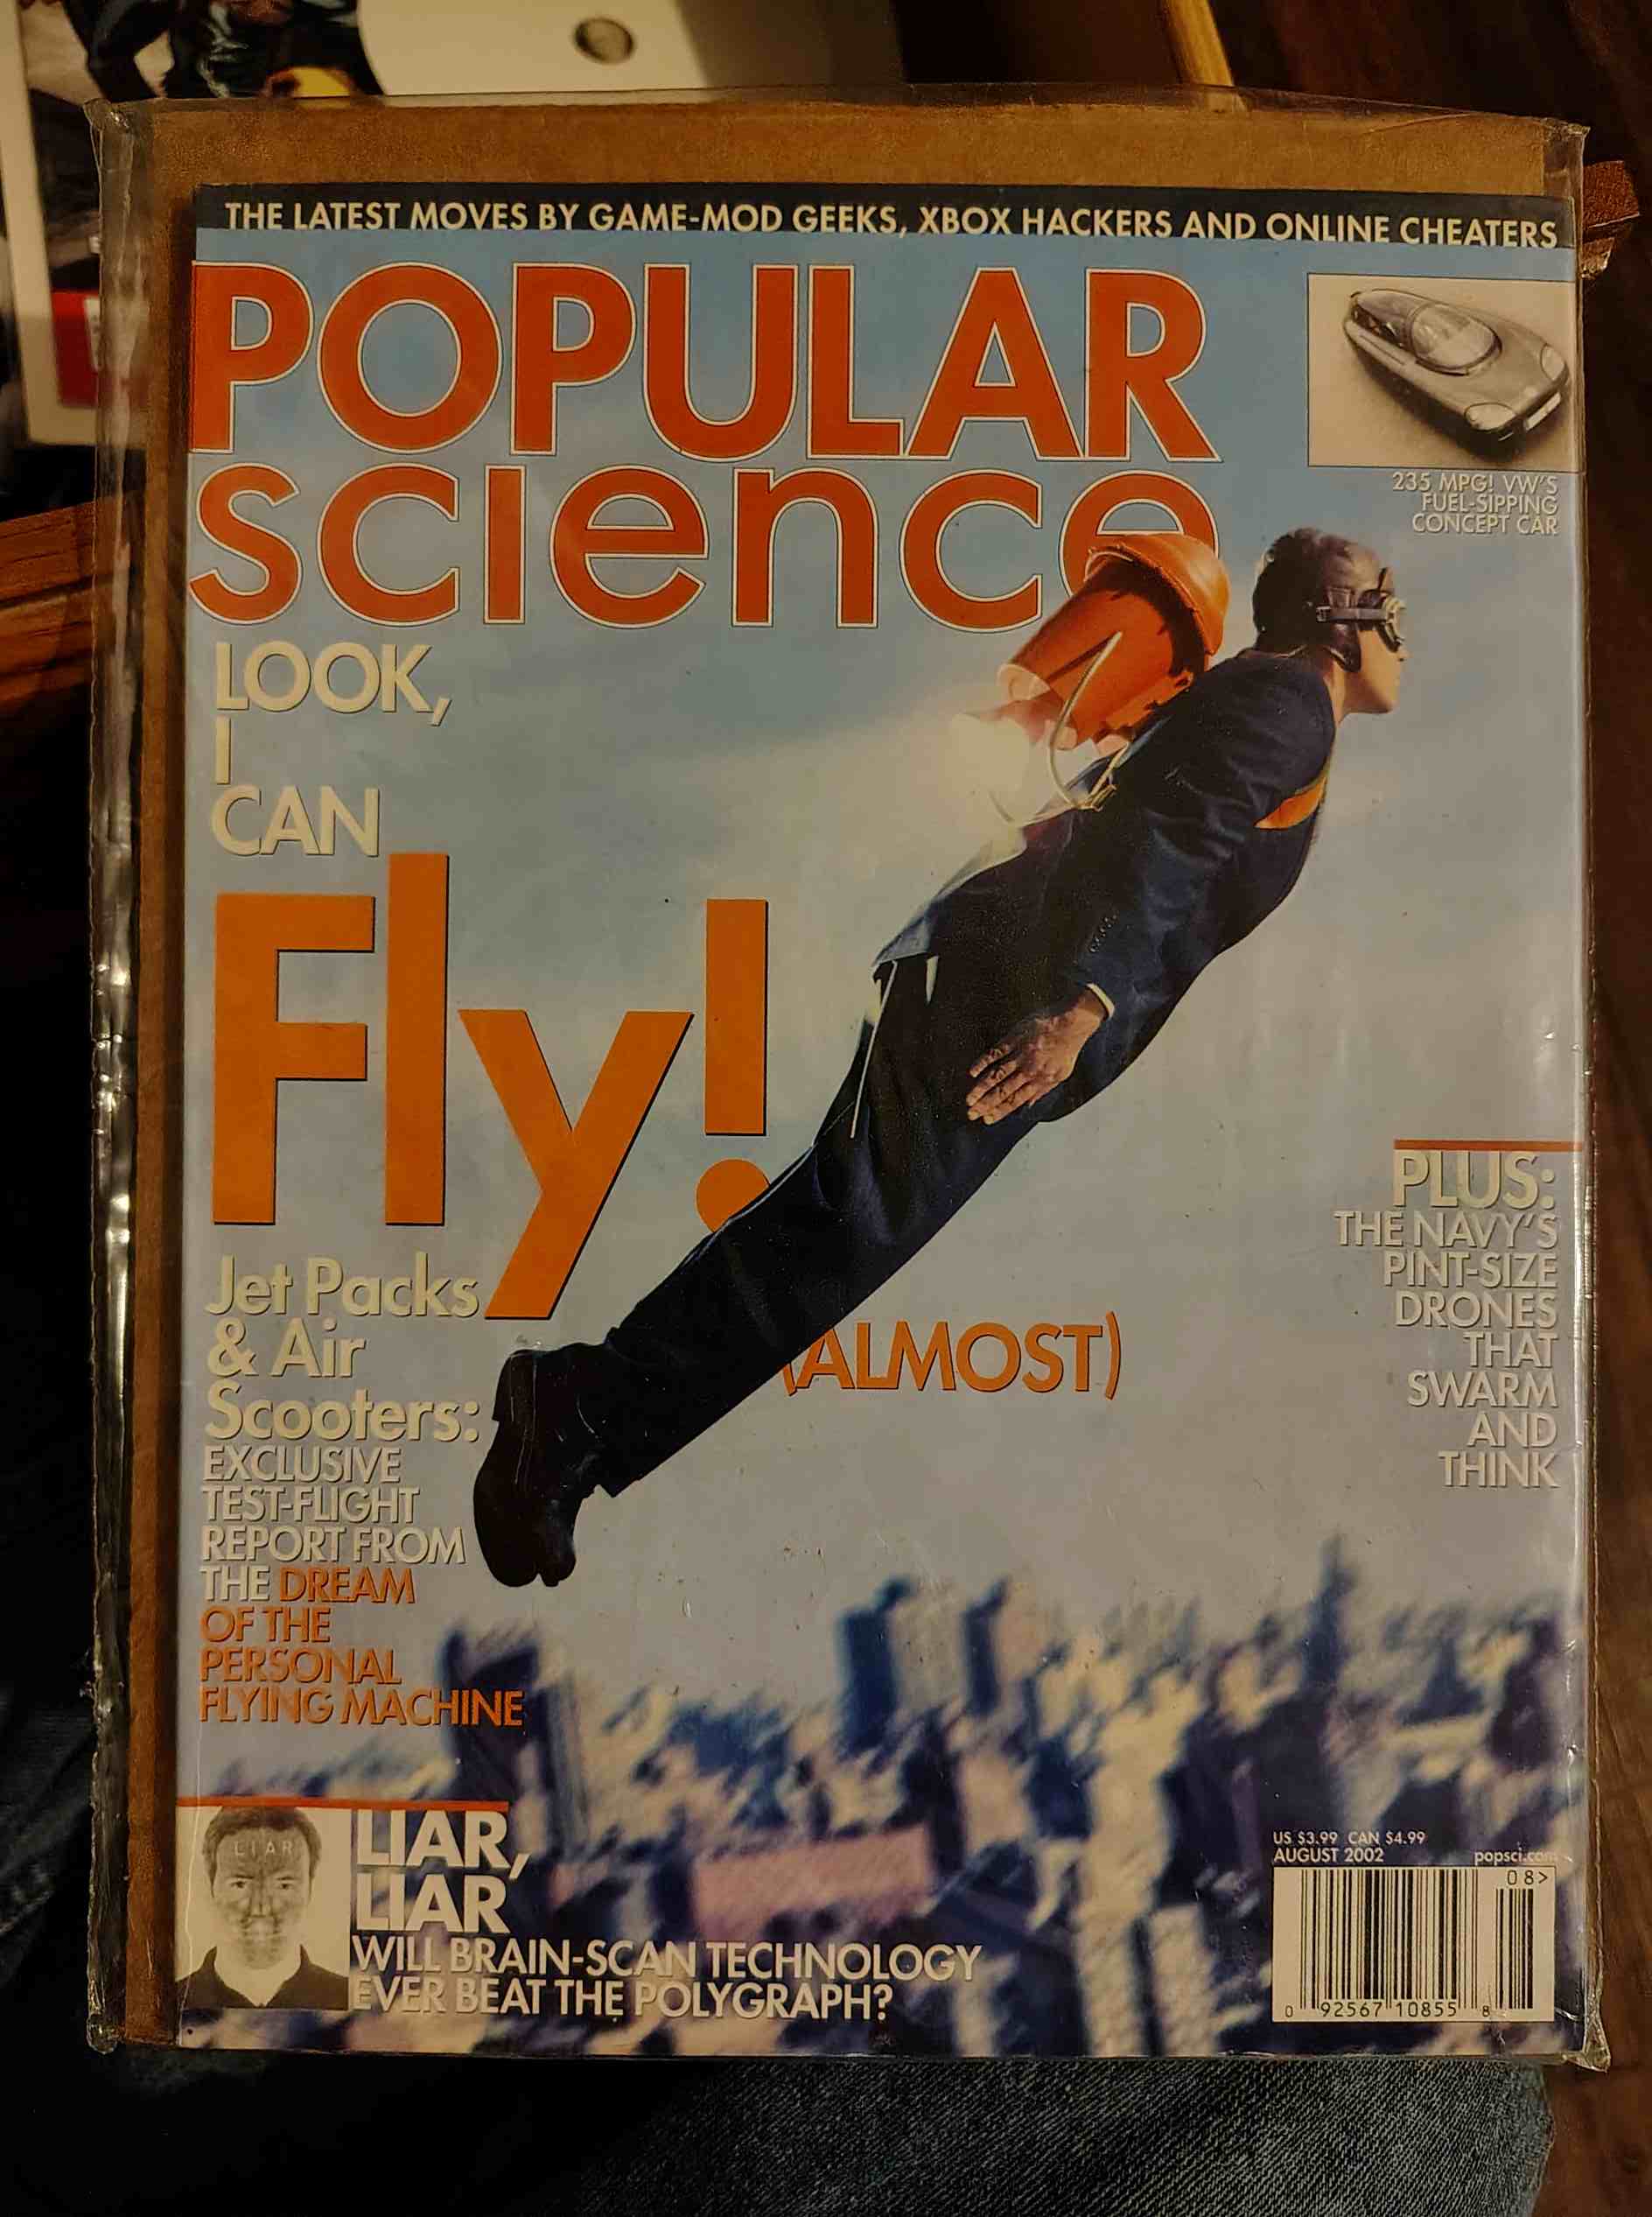 THE LATEST MOVES BY GAME-MOD GEEKS, XBOX HACKERS AND ONLINE CHEATERS
POPULAR
SCIENCE
235 MPG! VW'S
FUEL-SIPPING
CONCEPT CAR
LOOK,
I
CAN
Fly!
(ALMOST)
Jet Packs
& Air
Scooters:
EXCLUSIVE
TEST-FLIGHT
REPORT FROM
THE DREAM
OF THE
PERSONAL
FLYING MACHINE
PLUS:
THE NAVY'S
PINT-SIZE
DRONES
THAT
SWARM
AND
THINK
LIAR
LIAR,
LIAR
WILL BRAIN-SCAN TECHNOLOGY
EVER BEAT THE POLYGRAPH?
US $3.99 CAN $4.99
AUGUST 2002
popsci.com
08>
0 92567 10855 8